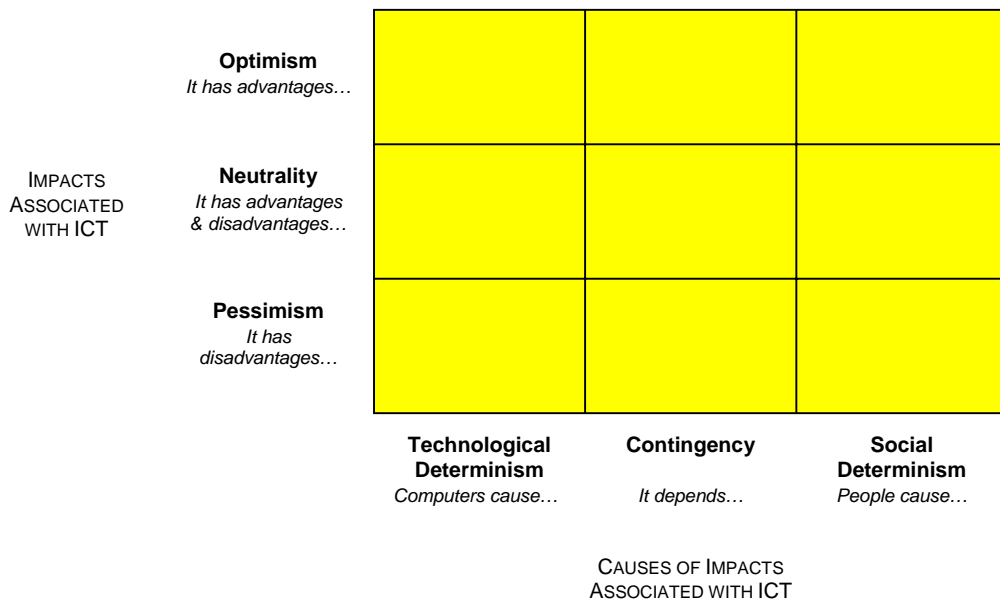 Optimism
It has advantages…
IMPACTS
ASSOCIATED
WITH ICT
Neutrality
It has advantages
& disadvantages…
Pessimism
It has
disadvantages…
Technological
Determinism
Computers cause…
Contingency
It depends…
Social
Determinism
People cause…
CAUSES OF IMPACTS
ASSOCIATED WITH ICT